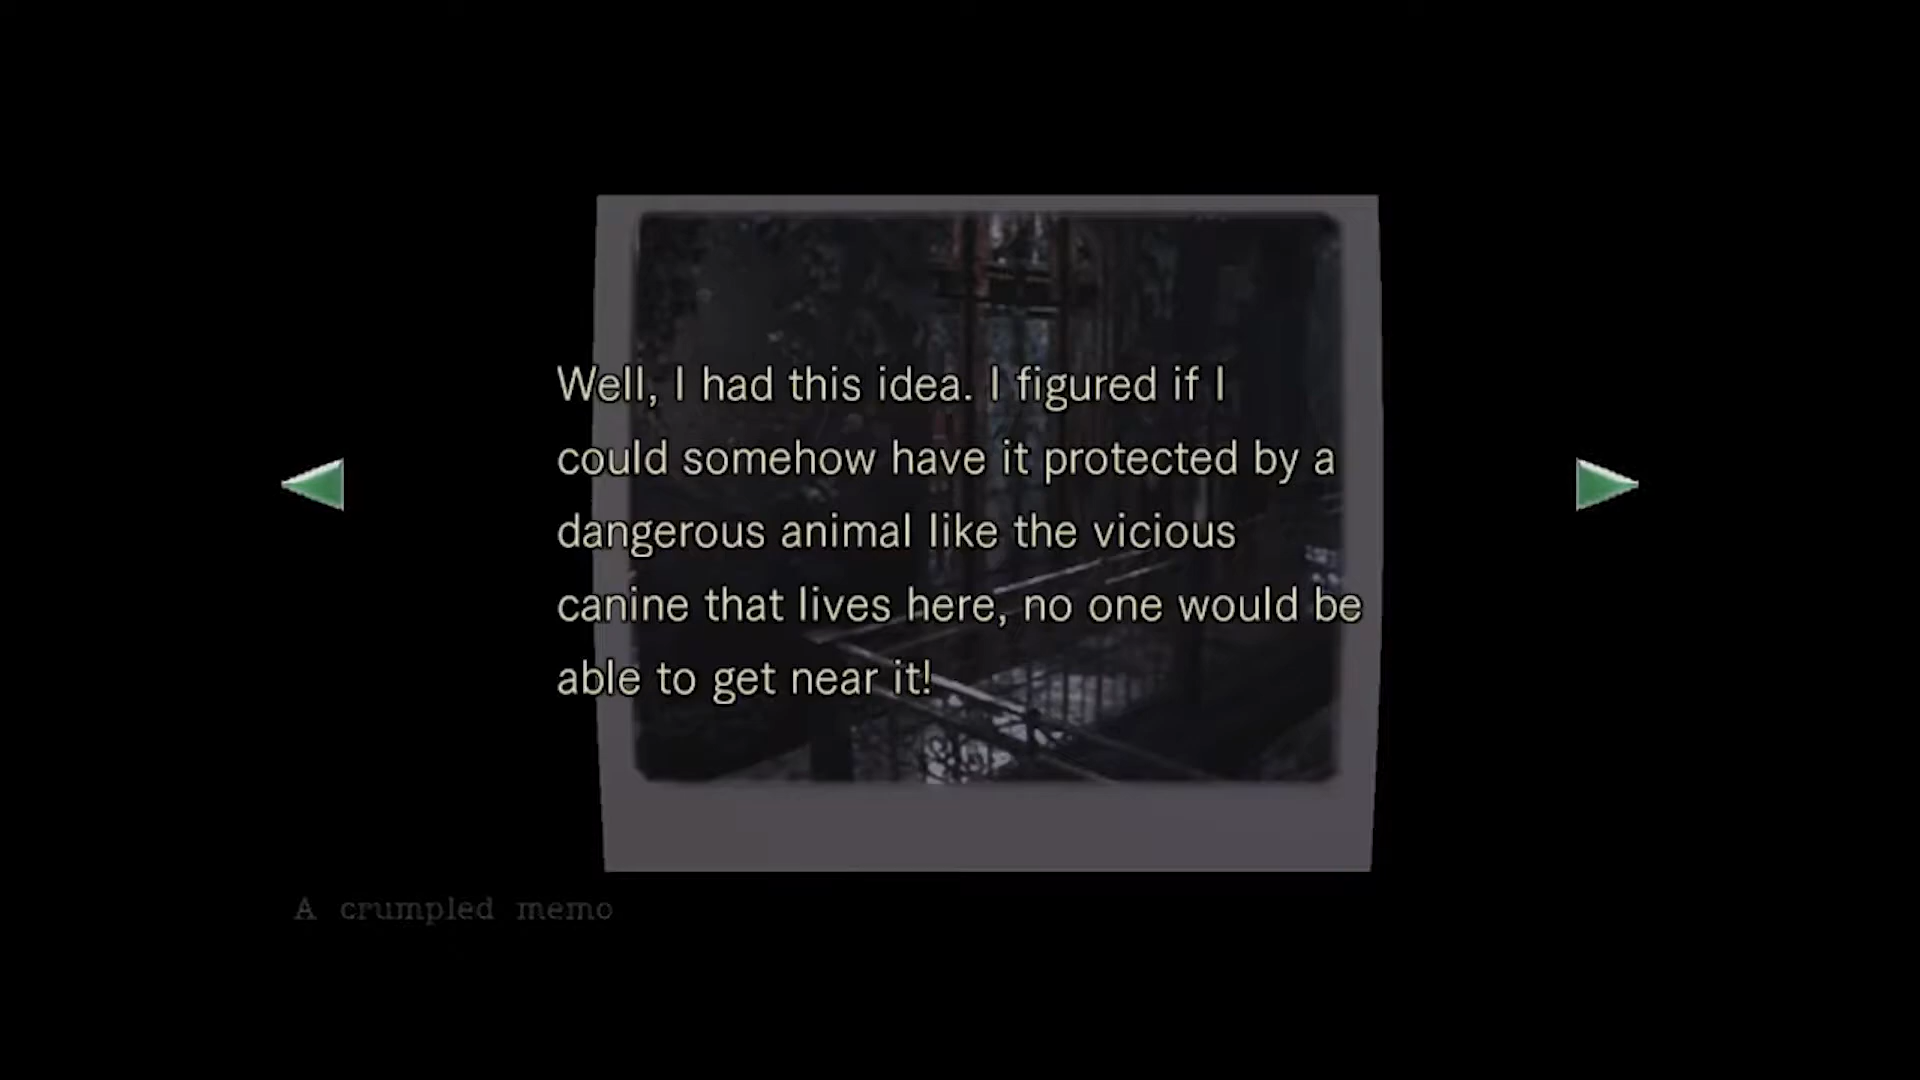 Well, I had this idea. I figured if I
could somehow have it protected by a
dangerous animal like the vicious
canine that lives here, no one would be
able to get near it!
A crumpled memo